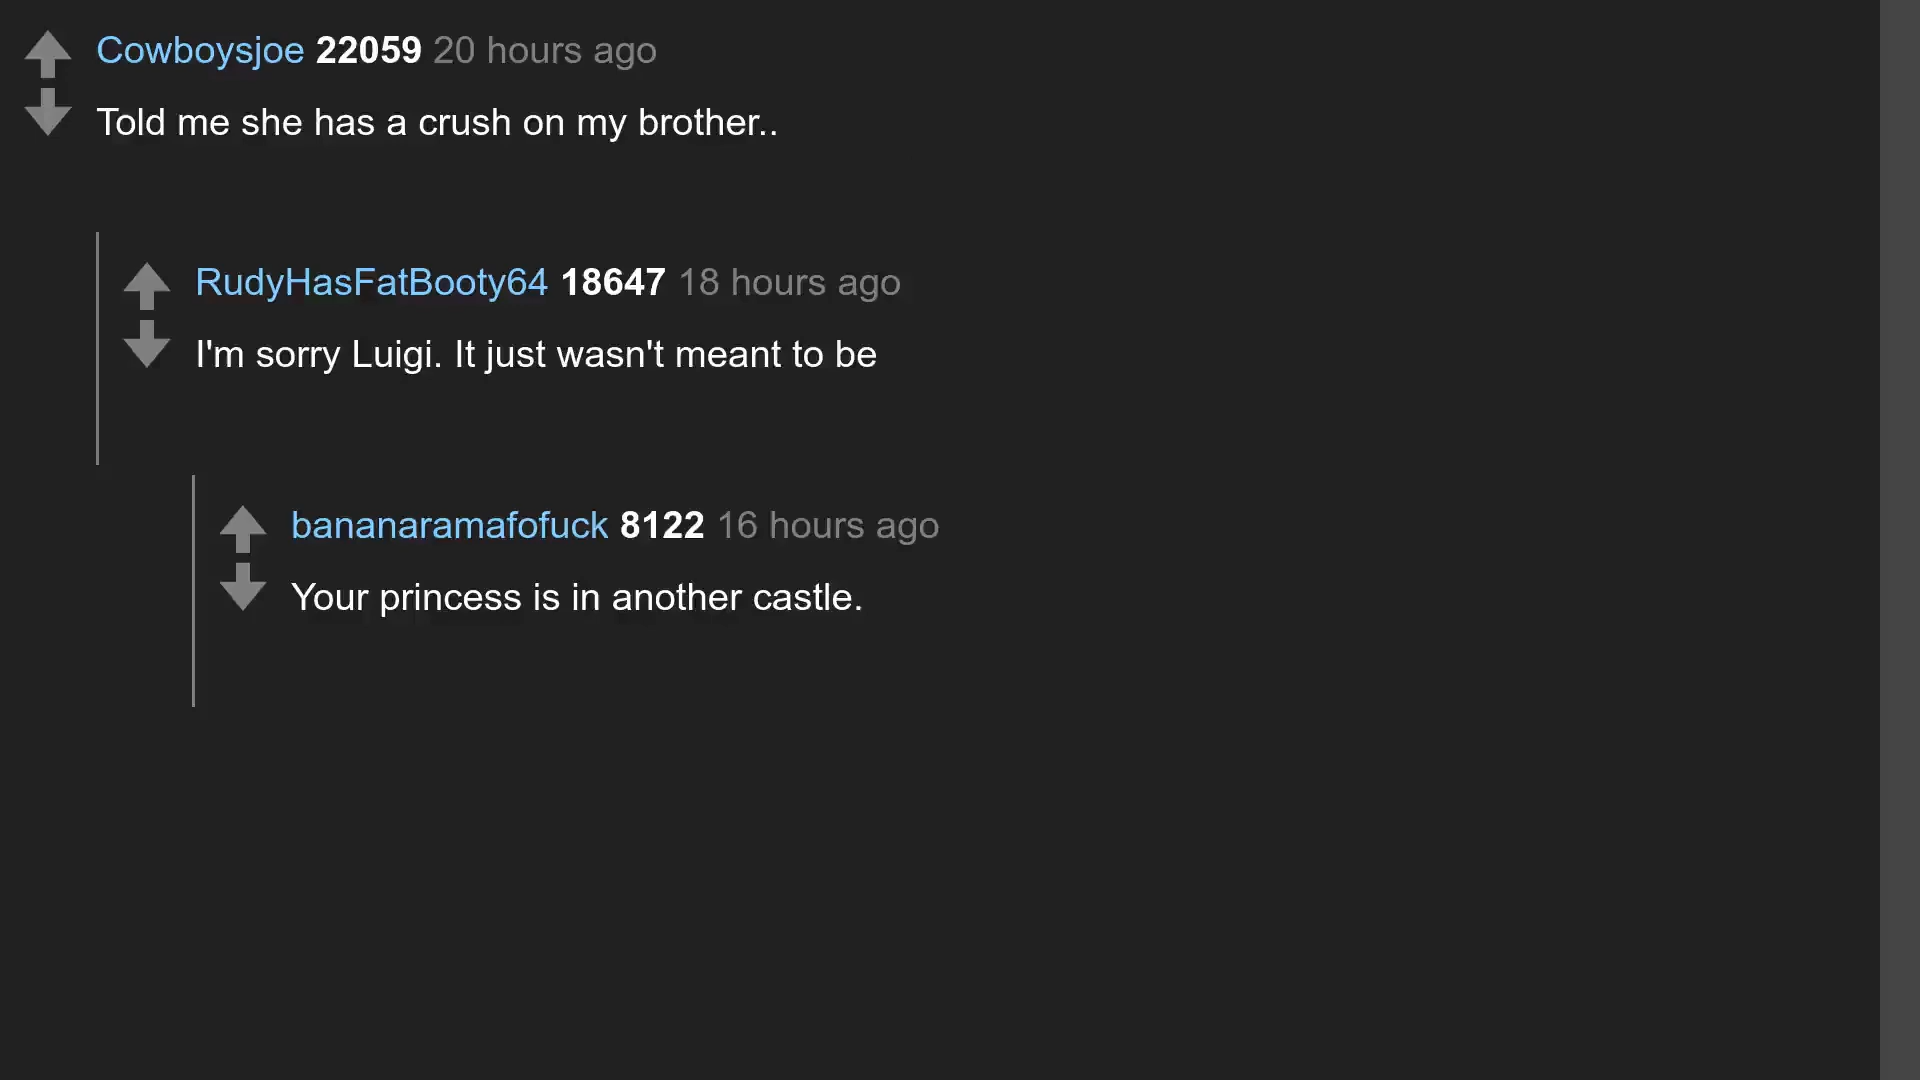 Cowboysjoe 22059 20 hours ago
Told me she has a crush on my brother..
RudyHasFatBooty64 18647 18 hours ago
I'm sorry Luigi. It just wasn't meant to be
bananaramafofuck 8122 16 hours ago
Your princess is in another castle.